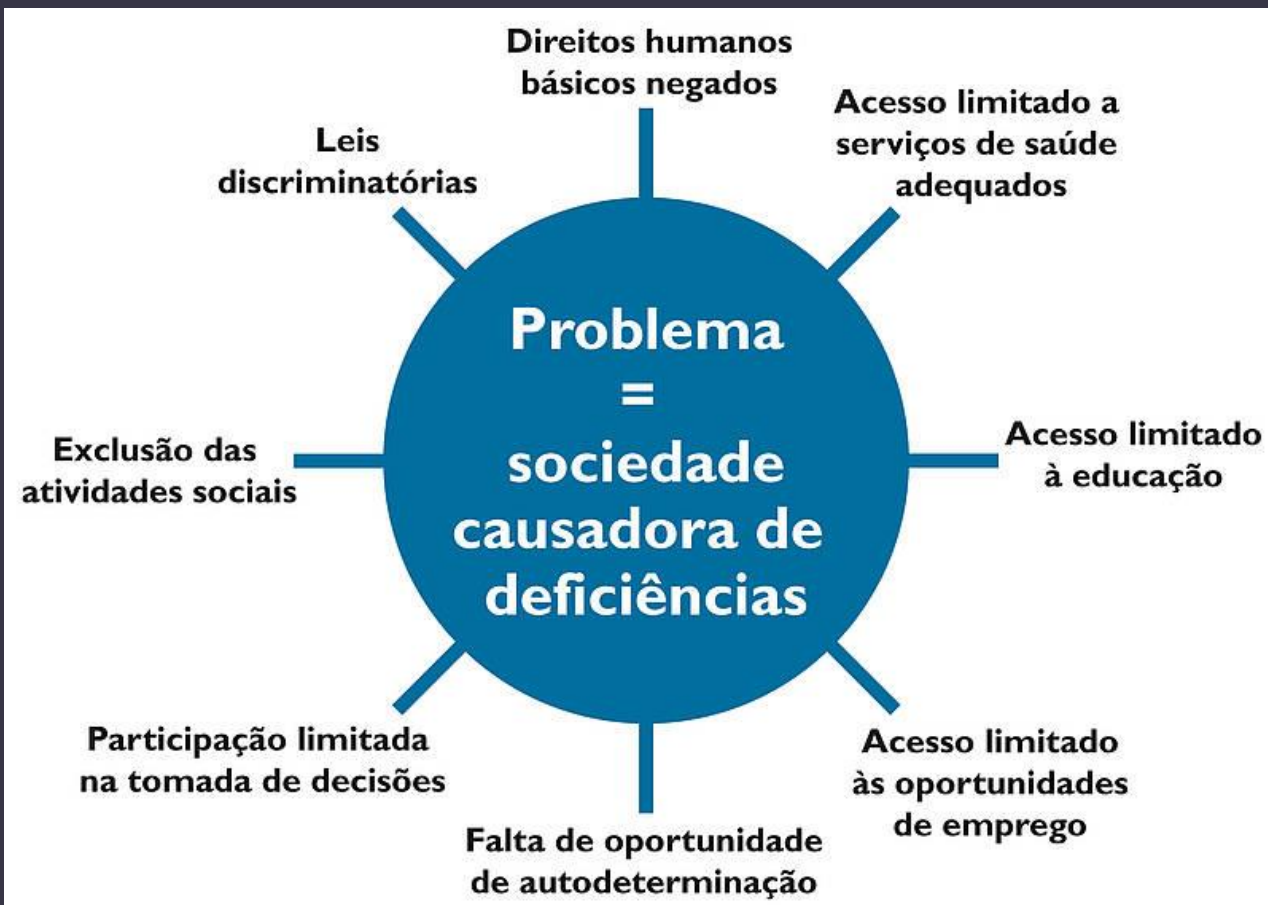 Direitos humanos
básicos negados
Acesso limitado a
serviços de saúde
adequados
Leis
discriminatórias
Problema
=
sociedade
causadora de
deficiências
Exclusão das
atividades sociais
Acesso limitado
à educação
Participação limitada
na tomada de decisões
Acesso limitado
às oportunidades
de emprego
Falta de oportunidade
de autodeterminação